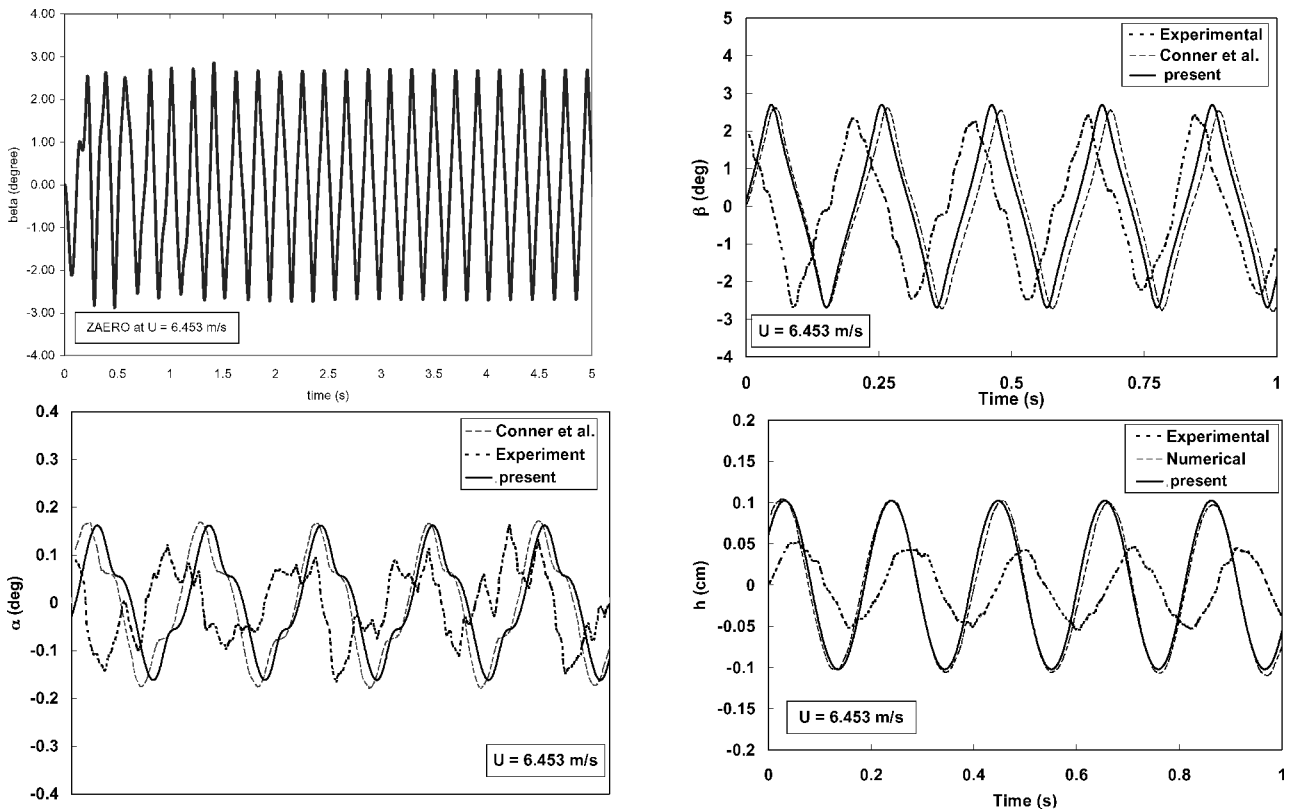 4.00
3.00
2.00
1.00
0.00
-1.00
-2.00
-3.00
-4.00
beta (degree)
ZAERO at U = 6.453 m/s
0 0.5 1 1.5 2 2.5 3 3.5 4 4.5 5
time (s)
5
4
3
2
1
0
-1
-2
-3
-4
β (deg)
Experimental
Conner et al.
present
U = 6.453 m/s
0 0.25 0.5 0.75 1
Time (s)
0.4
0.3
0.2
0.1
0
-0.1
-0.2
-0.3
-0.4
α (deg)
Conner et al.
Experiment
present
U = 6.453 m/s
0.2
0.15
0.1
0.05
0
-0.05
-0.1
-0.15
-0.2
h (cm)
Experimental
Numerical
present
U = 6.453 m/s
0 0.2 0.4 0.6 0.8 1
Time (s)